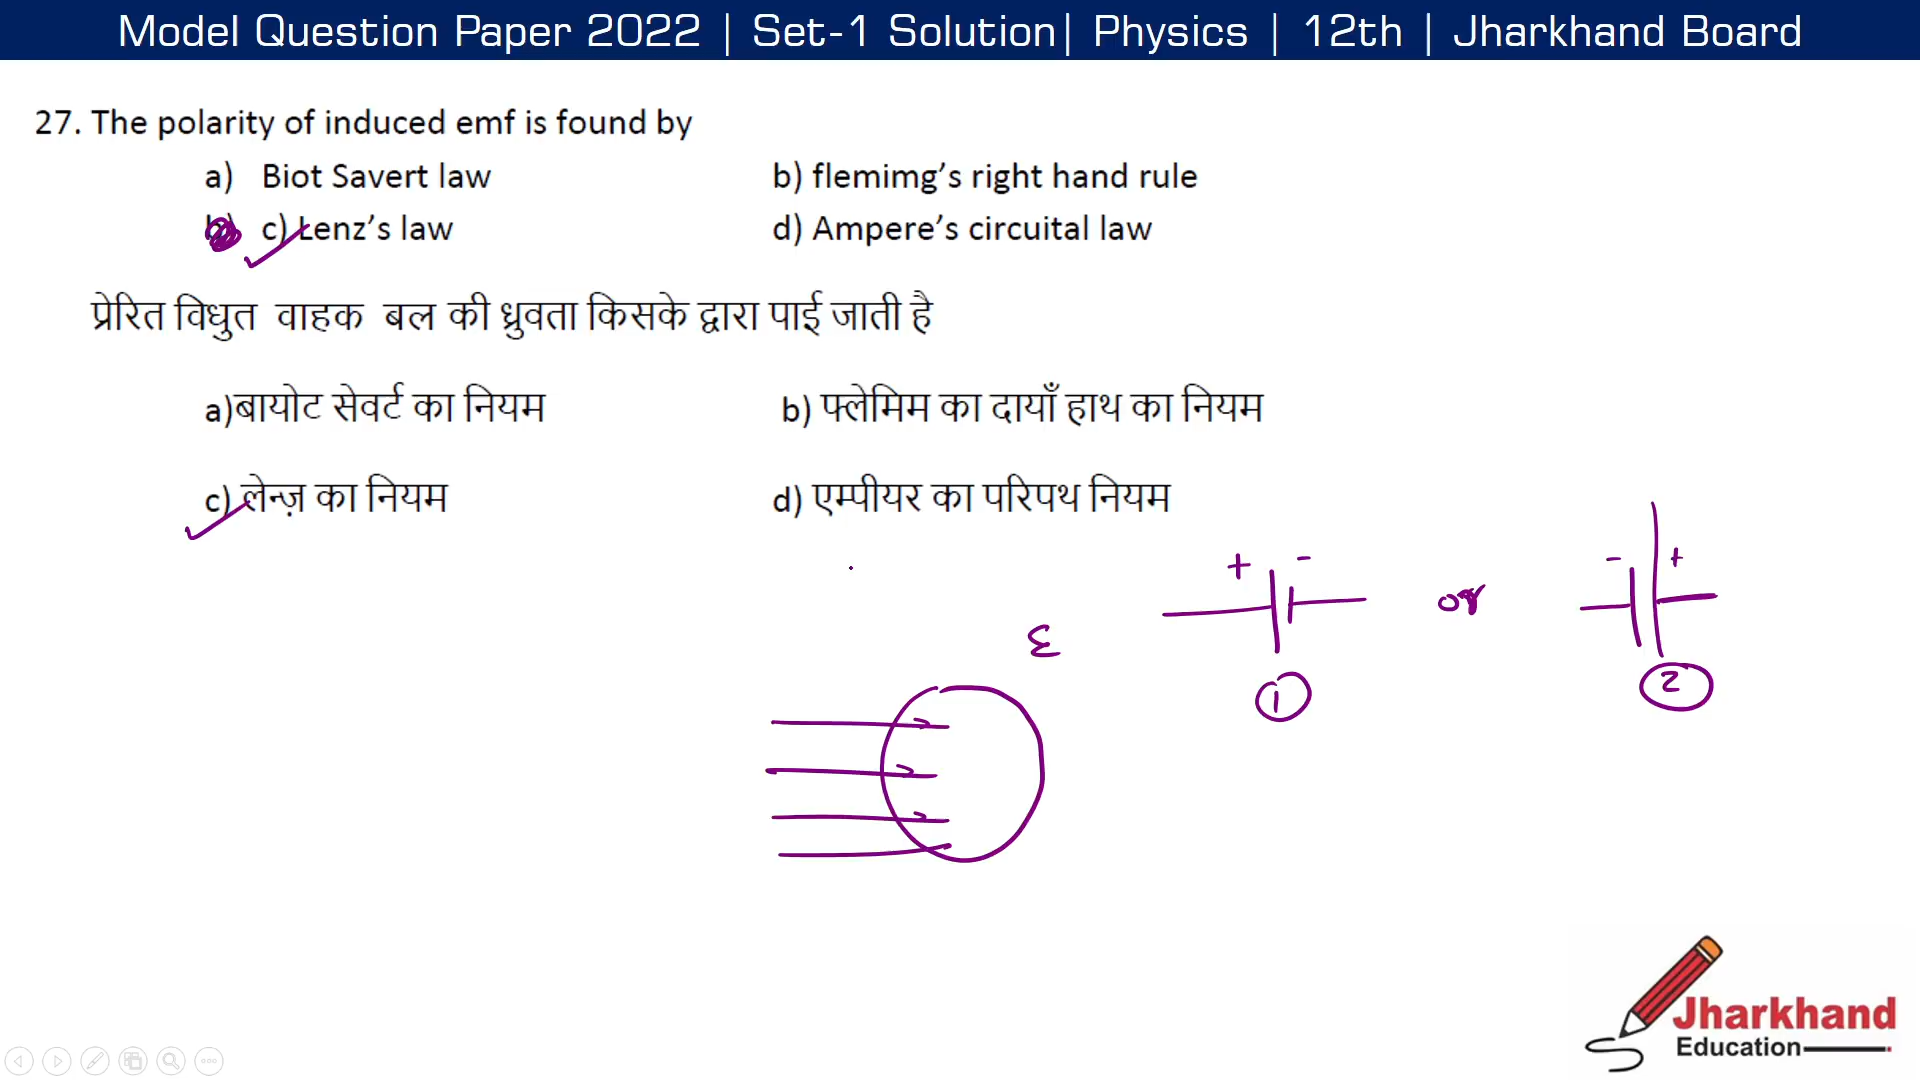 Model Question Paper 2022 | Set-1 Solution| Physics | 12th | Jharkhand Board
27. The polarity of induced emf is found by
a) Biot Savert law b) flemimg’s right hand rule
c) Lenz’s law d) Ampere’s circuital law
प्रेरित विधुत वाहक बल की ध्रुवता किसके द्वारा पाई जाती है
a)बायोट सेवर्ट का नियम b) फ्लेमिम का दायाँ हाथ का नियम
c) लेन्ज़ का नियम d) एम्पीयर का परिपथ नियम
+ - or - +
ε
1 2
Jharkhand
Education